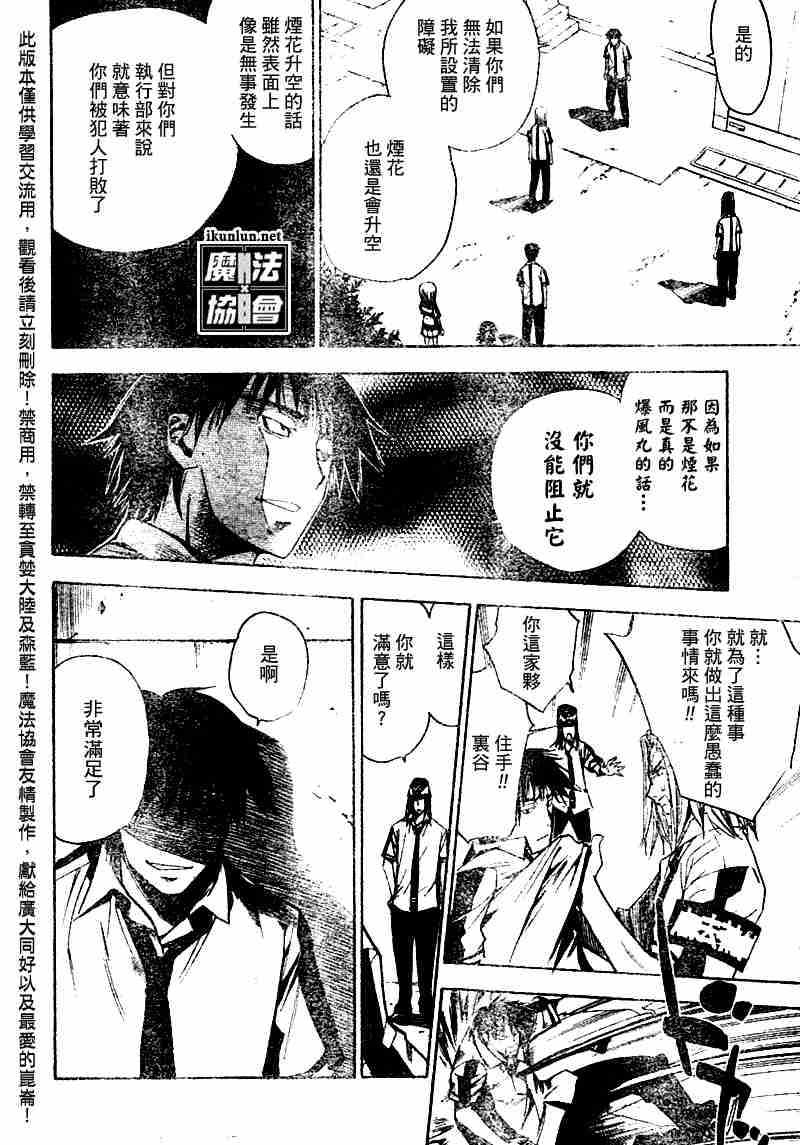 是的
如果你們
無法清除
我所設置的
障礙
煙花
也還是會升空
煙花升空的話
雖然表面上
像是無事發生
但對你們
執行部來說
就意味著
你們被犯人打敗了
ikunlun.net
魔法
協會
因為如果
那不是煙花
而是真的
爆風丸的話…
你們就
沒能阻止它
就…
就為了這種事
你就做出這麼愚蠢的
事情來嗎!!
你這家夥
住手!!
裏谷
這樣
你就
滿意了嗎?
是啊
非常滿足了
此版本僅供學習交流用,觀看後請立刻刪除!禁商用,禁轉至貪婪大陸及森藍!魔法協會友情製作,獻給廣大同好以及最愛的崑崙!